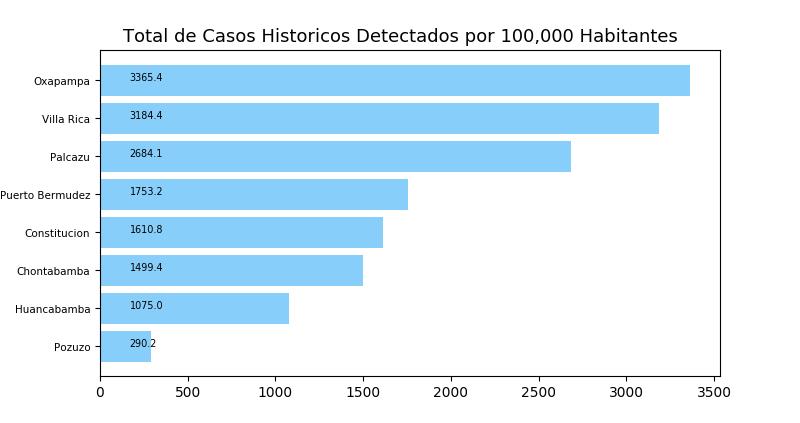 Total de Casos Historicos Detectados por 100,000 Habitantes
Oxapampa 3365.4
Villa Rica 3184.4
Palcazu 2684.1
Puerto Bermudez 1753.2
Constitucion 1610.8
Chontabamba 1499.4
Huancabamba 1075.0
Pozuzo 290.2
0 500 1000 1500 2000 2500 3000 3500